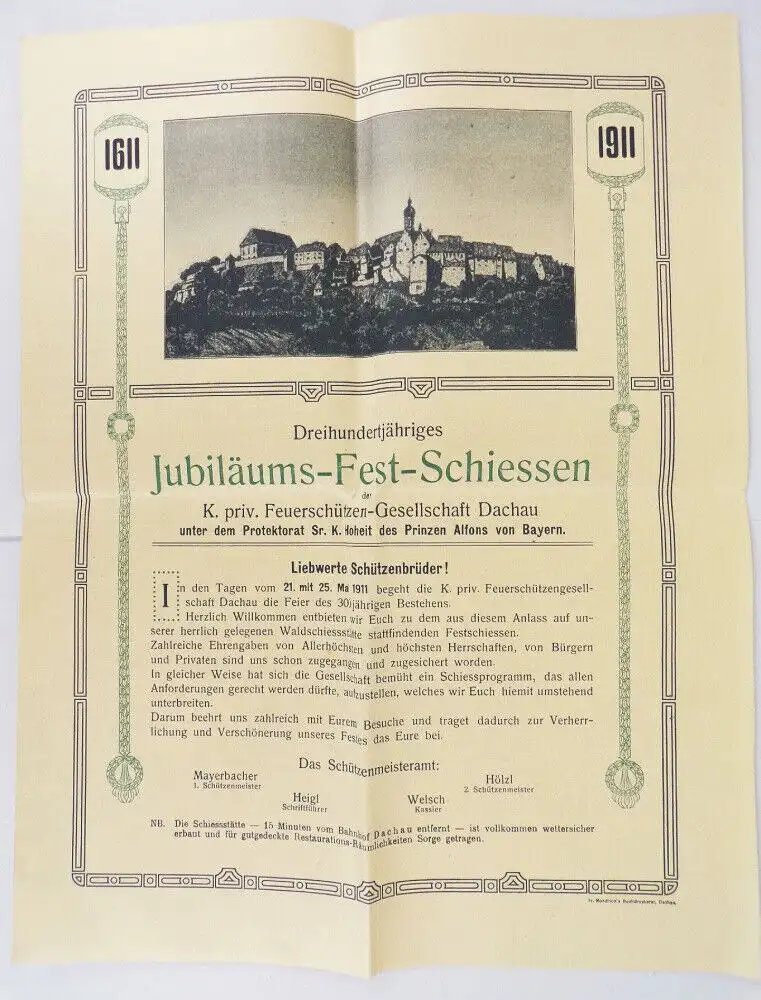 1611
1911
Dreihundertjähriges
Jubiläums-Fest-Schiessen
der
K. priv. Feuerschützen-Gesellschaft Dachau
unter dem Protektorat Sr. K. Hoheit des Prinzen Alfons von Bayern.
Liebwerte Schützenbrüder!
In den Tagen vom 21. mit 25. Mai 1911 begeht die K. priv. Feuerschützengesell-
schaft Dachau die Feier des 300jährigen Bestehens.
Herzlich Willkommen entbieten wir Euch zu dem aus diesem Anlass auf un-
serer herrlich gelegenen Waldschiessstätte stattfindenden Festschiessen.
Zahlreiche Ehrengaben von Allerhöchsten und höchsten Herrschaften, von Bürgern
und Privaten sind uns schon zugegangen und zugesichert worden.
In gleicher Weise hat sich die Gesellschaft bemüht ein Schiessprogramm, das allen
Anforderungen gerecht werden dürfte, aufzustellen, welches wir Euch hiemit umstehend
unterbreiten.
Darum beehrt uns zahlreich mit Eurem Besuche und traget dadurch zur Verherr-
lichung und Verschönerung unseres Festes das Eure bei.
Das Schützenmeisteramt:
Mayerbacher
1. Schützenmeister
Hölzl
2. Schützenmeister
Heigl
Schriftführer
Welsch
Kassier
NB. Die Schiessstätte — 15 Minuten vom Bahnhof Dachau entfernt — ist vollkommen wettersicher
erbaut und für gutgedeckte Restaurations-Räumlichkeiten Sorge getragen.
Buchdruckerei, Dachau.